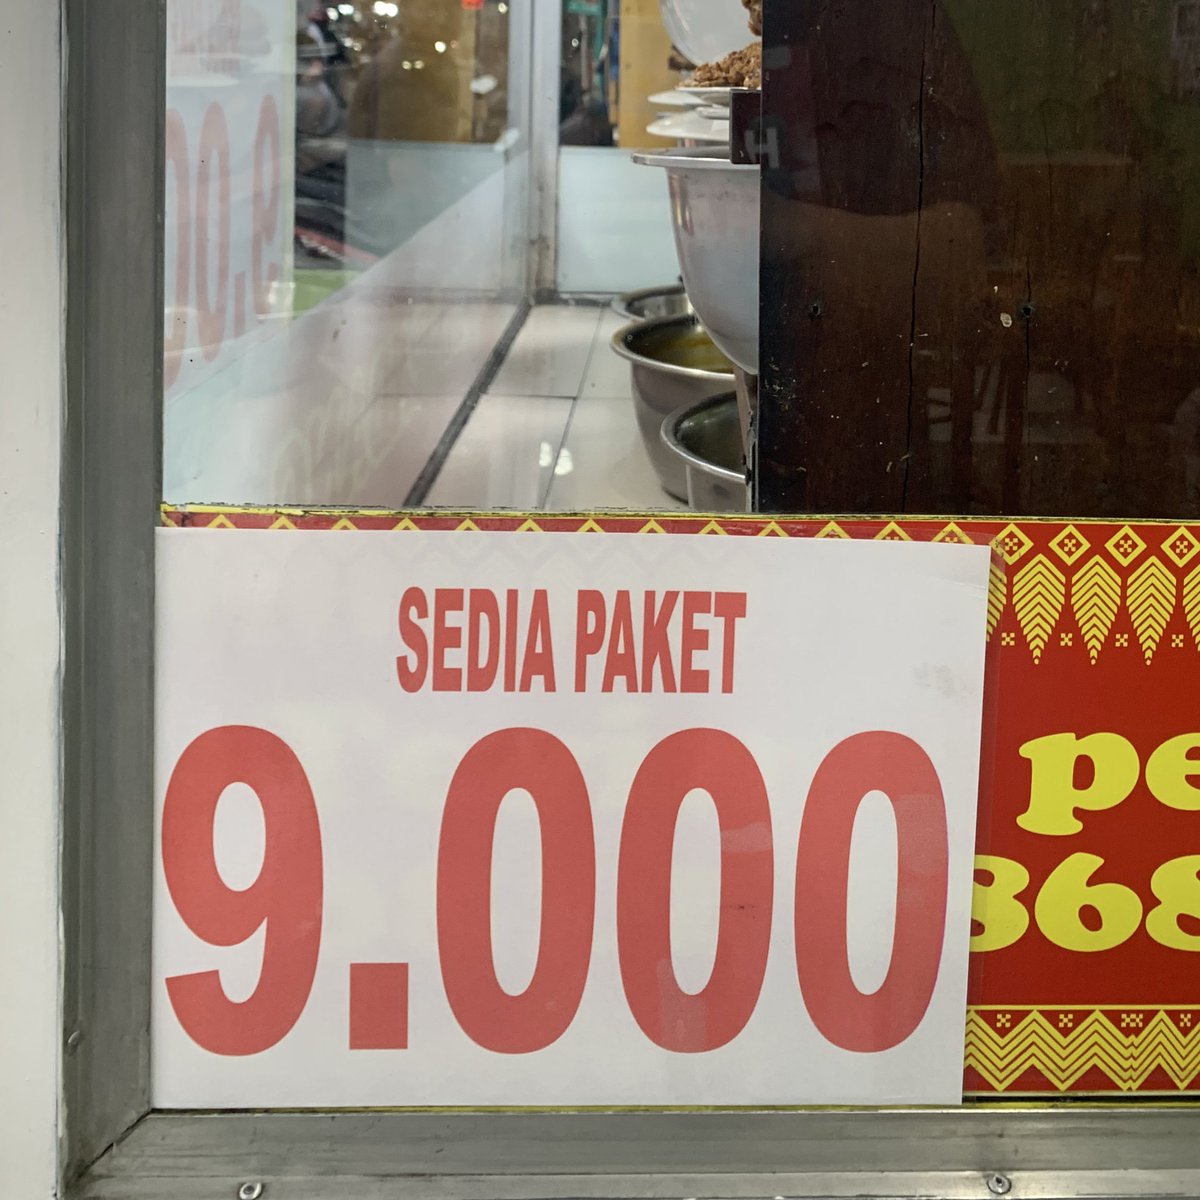 SEDIA PAKET
9.000
pe
868